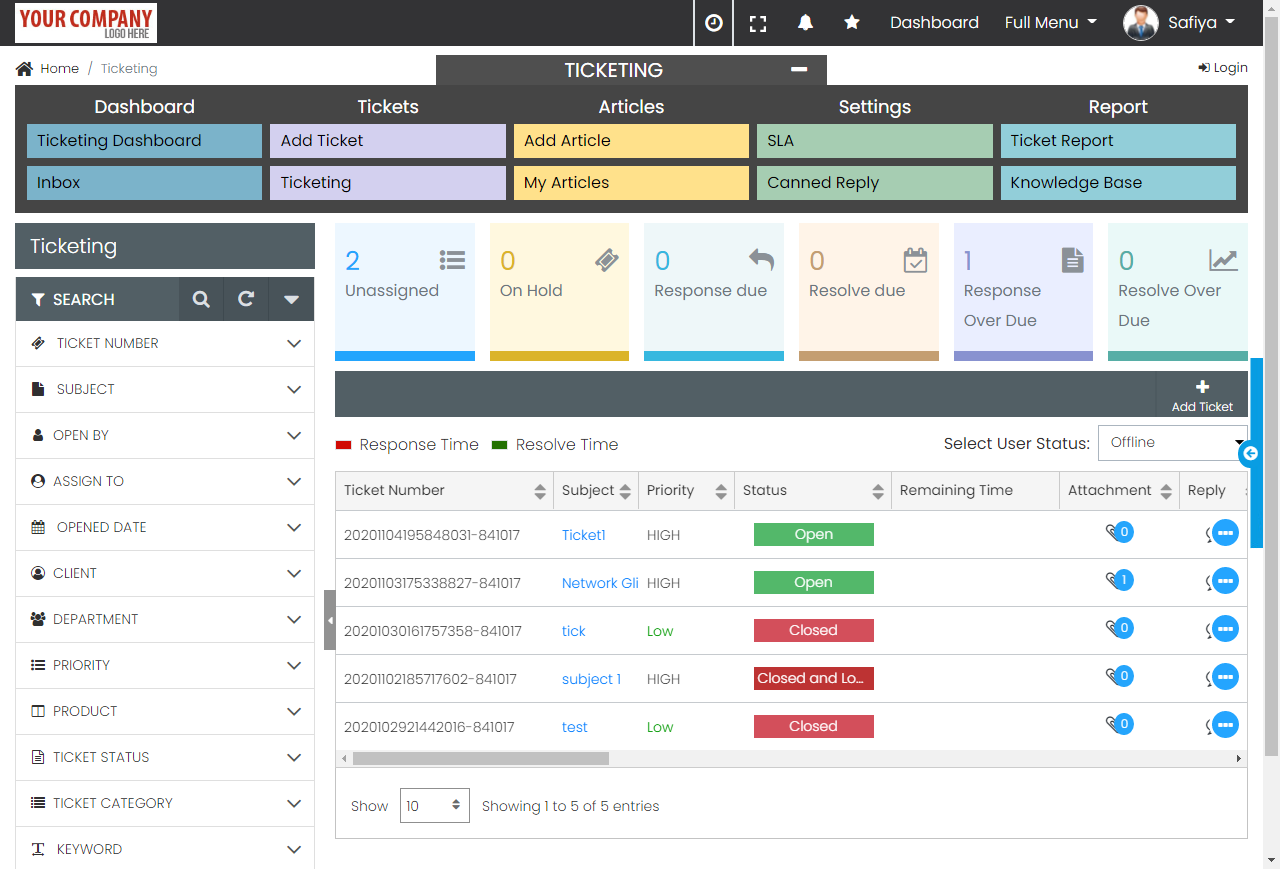 YOUR COMPANY
LOGO HERE
Dashboard Full Menu Safiya
Home / Ticketing
TICKETING
Login
Dashboard Tickets Articles Settings Report
Ticketing Dashboard Add Ticket Add Article SLA Ticket Report
Inbox Ticketing My Articles Canned Reply Knowledge Base
Ticketing
SEARCH
TICKET NUMBER
SUBJECT
OPEN BY
ASSIGN TO
OPENED DATE
CLIENT
DEPARTMENT
PRIORITY
PRODUCT
TICKET STATUS
TICKET CATEGORY
KEYWORD
2 0 0 0 1 0
Unassigned On Hold Response due Resolve due Response Over Due Resolve Over Due
Add Ticket
Response Time Resolve Time
Select User Status: Offline
Ticket Number Subject Priority Status Remaining Time Attachment Reply
20201104195848031-841017 Ticket1 HIGH Open 0
20201103175338827-841017 Network Gli HIGH Open 1
20201030161757358-841017 tick Low Closed 0
20201102185717602-841017 subject 1 HIGH Closed and Lo... 0
2020102921442016-841017 test Low Closed 0
Show 10 Showing 1 to 5 of 5 entries